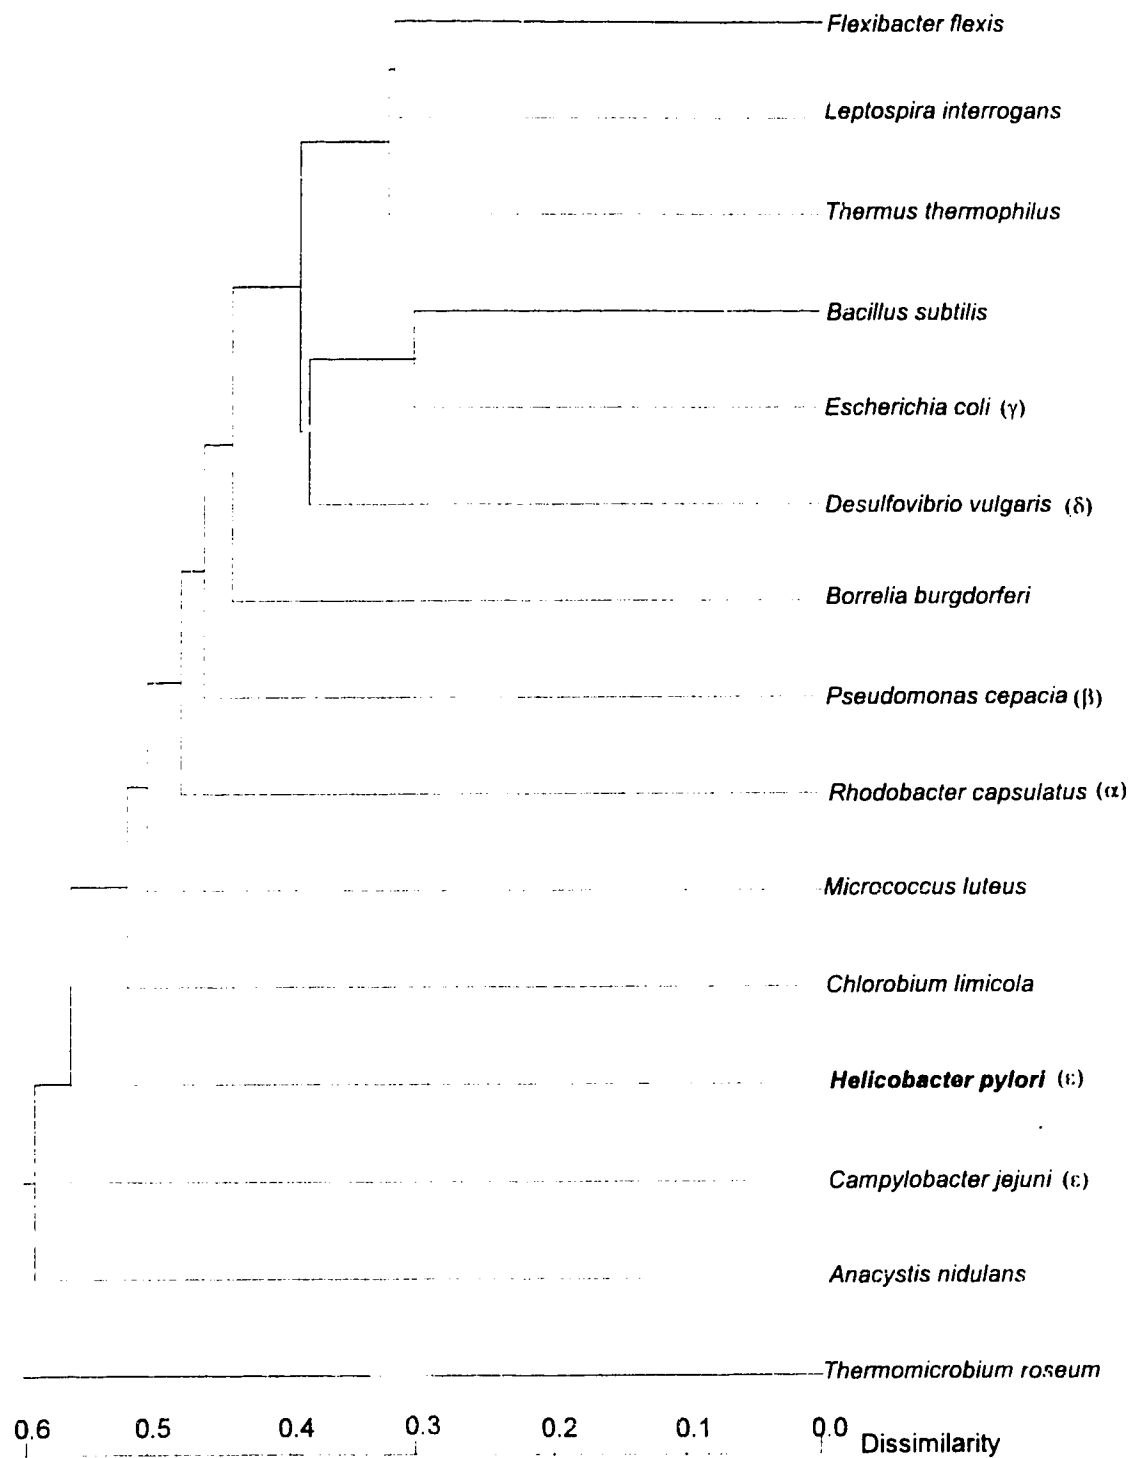 Flexibacter flexis
Leptospira interrogans
Thermus thermophilus
Bacillus subtilis
Escherichia coli (γ)
Desulfovibrio vulgaris (δ)
Borrelia burgdorferi
Pseudomonas cepacia (β)
Rhodobacter capsulatus (α)
Micrococcus luteus
Chlorobium limicola
Helicobacter pylori (ε)
Campylobacter jejuni (ε)
Anacystis nidulans
Thermomicrobium roseum
0.6 0.5 0.4 0.3 0.2 0.1 0.0 Dissimilarity